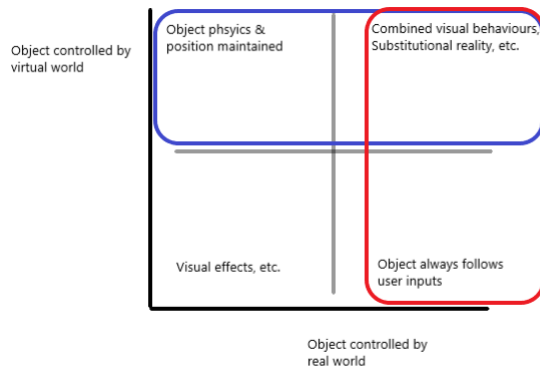 Object phsyics &
position maintained
Combined visual behaviours,
Substitutional reality, etc.
Object controlled by
virtual world
Visual effects, etc.
Object always follows
user inputs
Object controlled by
real world